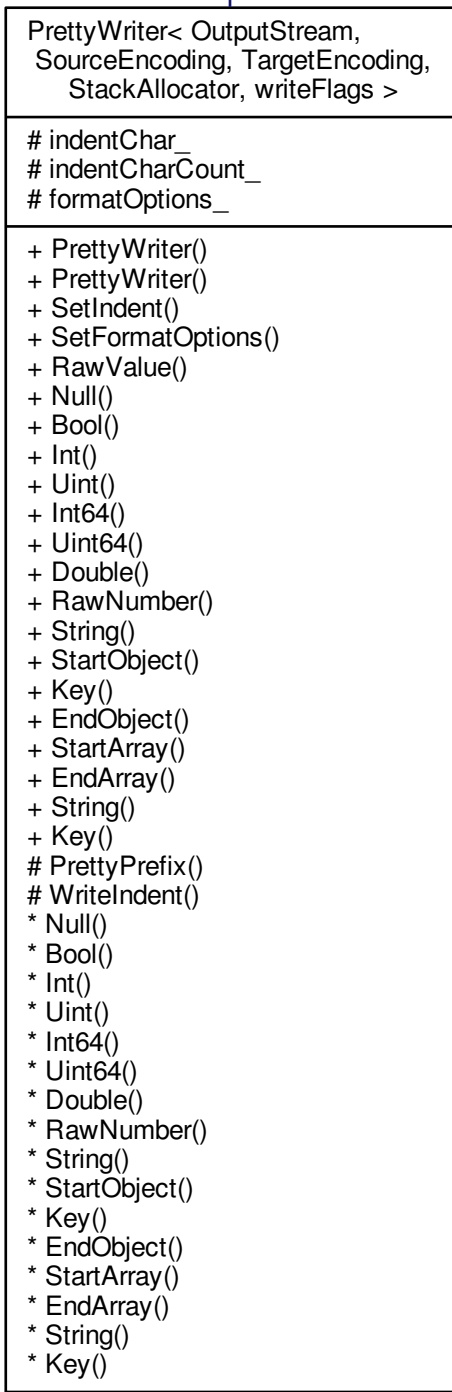 PrettyWriter< OutputStream,
SourceEncoding, TargetEncoding,
StackAllocator, writeFlags >
# indentChar_
# indentCharCount_
# formatOptions_
+ PrettyWriter()
+ PrettyWriter()
+ SetIndent()
+ SetFormatOptions()
+ RawValue()
+ Null()
+ Bool()
+ Int()
+ Uint()
+ Int64()
+ Uint64()
+ Double()
+ RawNumber()
+ String()
+ StartObject()
+ Key()
+ EndObject()
+ StartArray()
+ EndArray()
+ String()
+ Key()
# PrettyPrefix()
# WriteIndent()
* Null()
* Bool()
* Int()
* Uint()
* Int64()
* Uint64()
* Double()
* RawNumber()
* String()
* StartObject()
* Key()
* EndObject()
* StartArray()
* EndArray()
* String()
* Key()